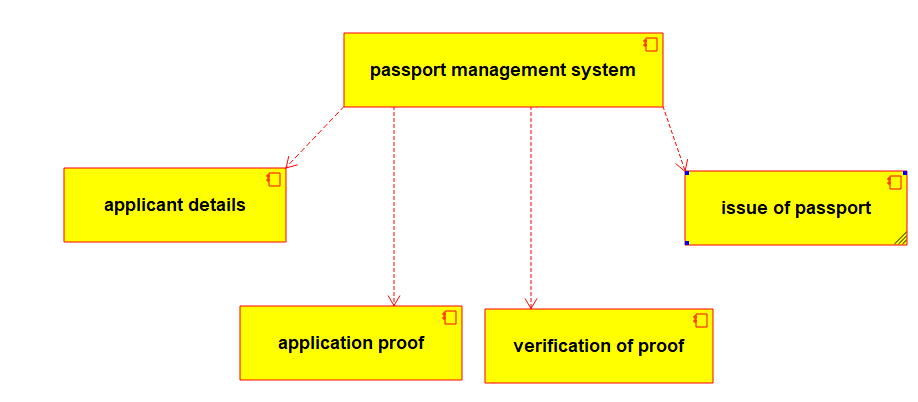 passport management system
applicant details
issue of passport
application proof
verification of proof